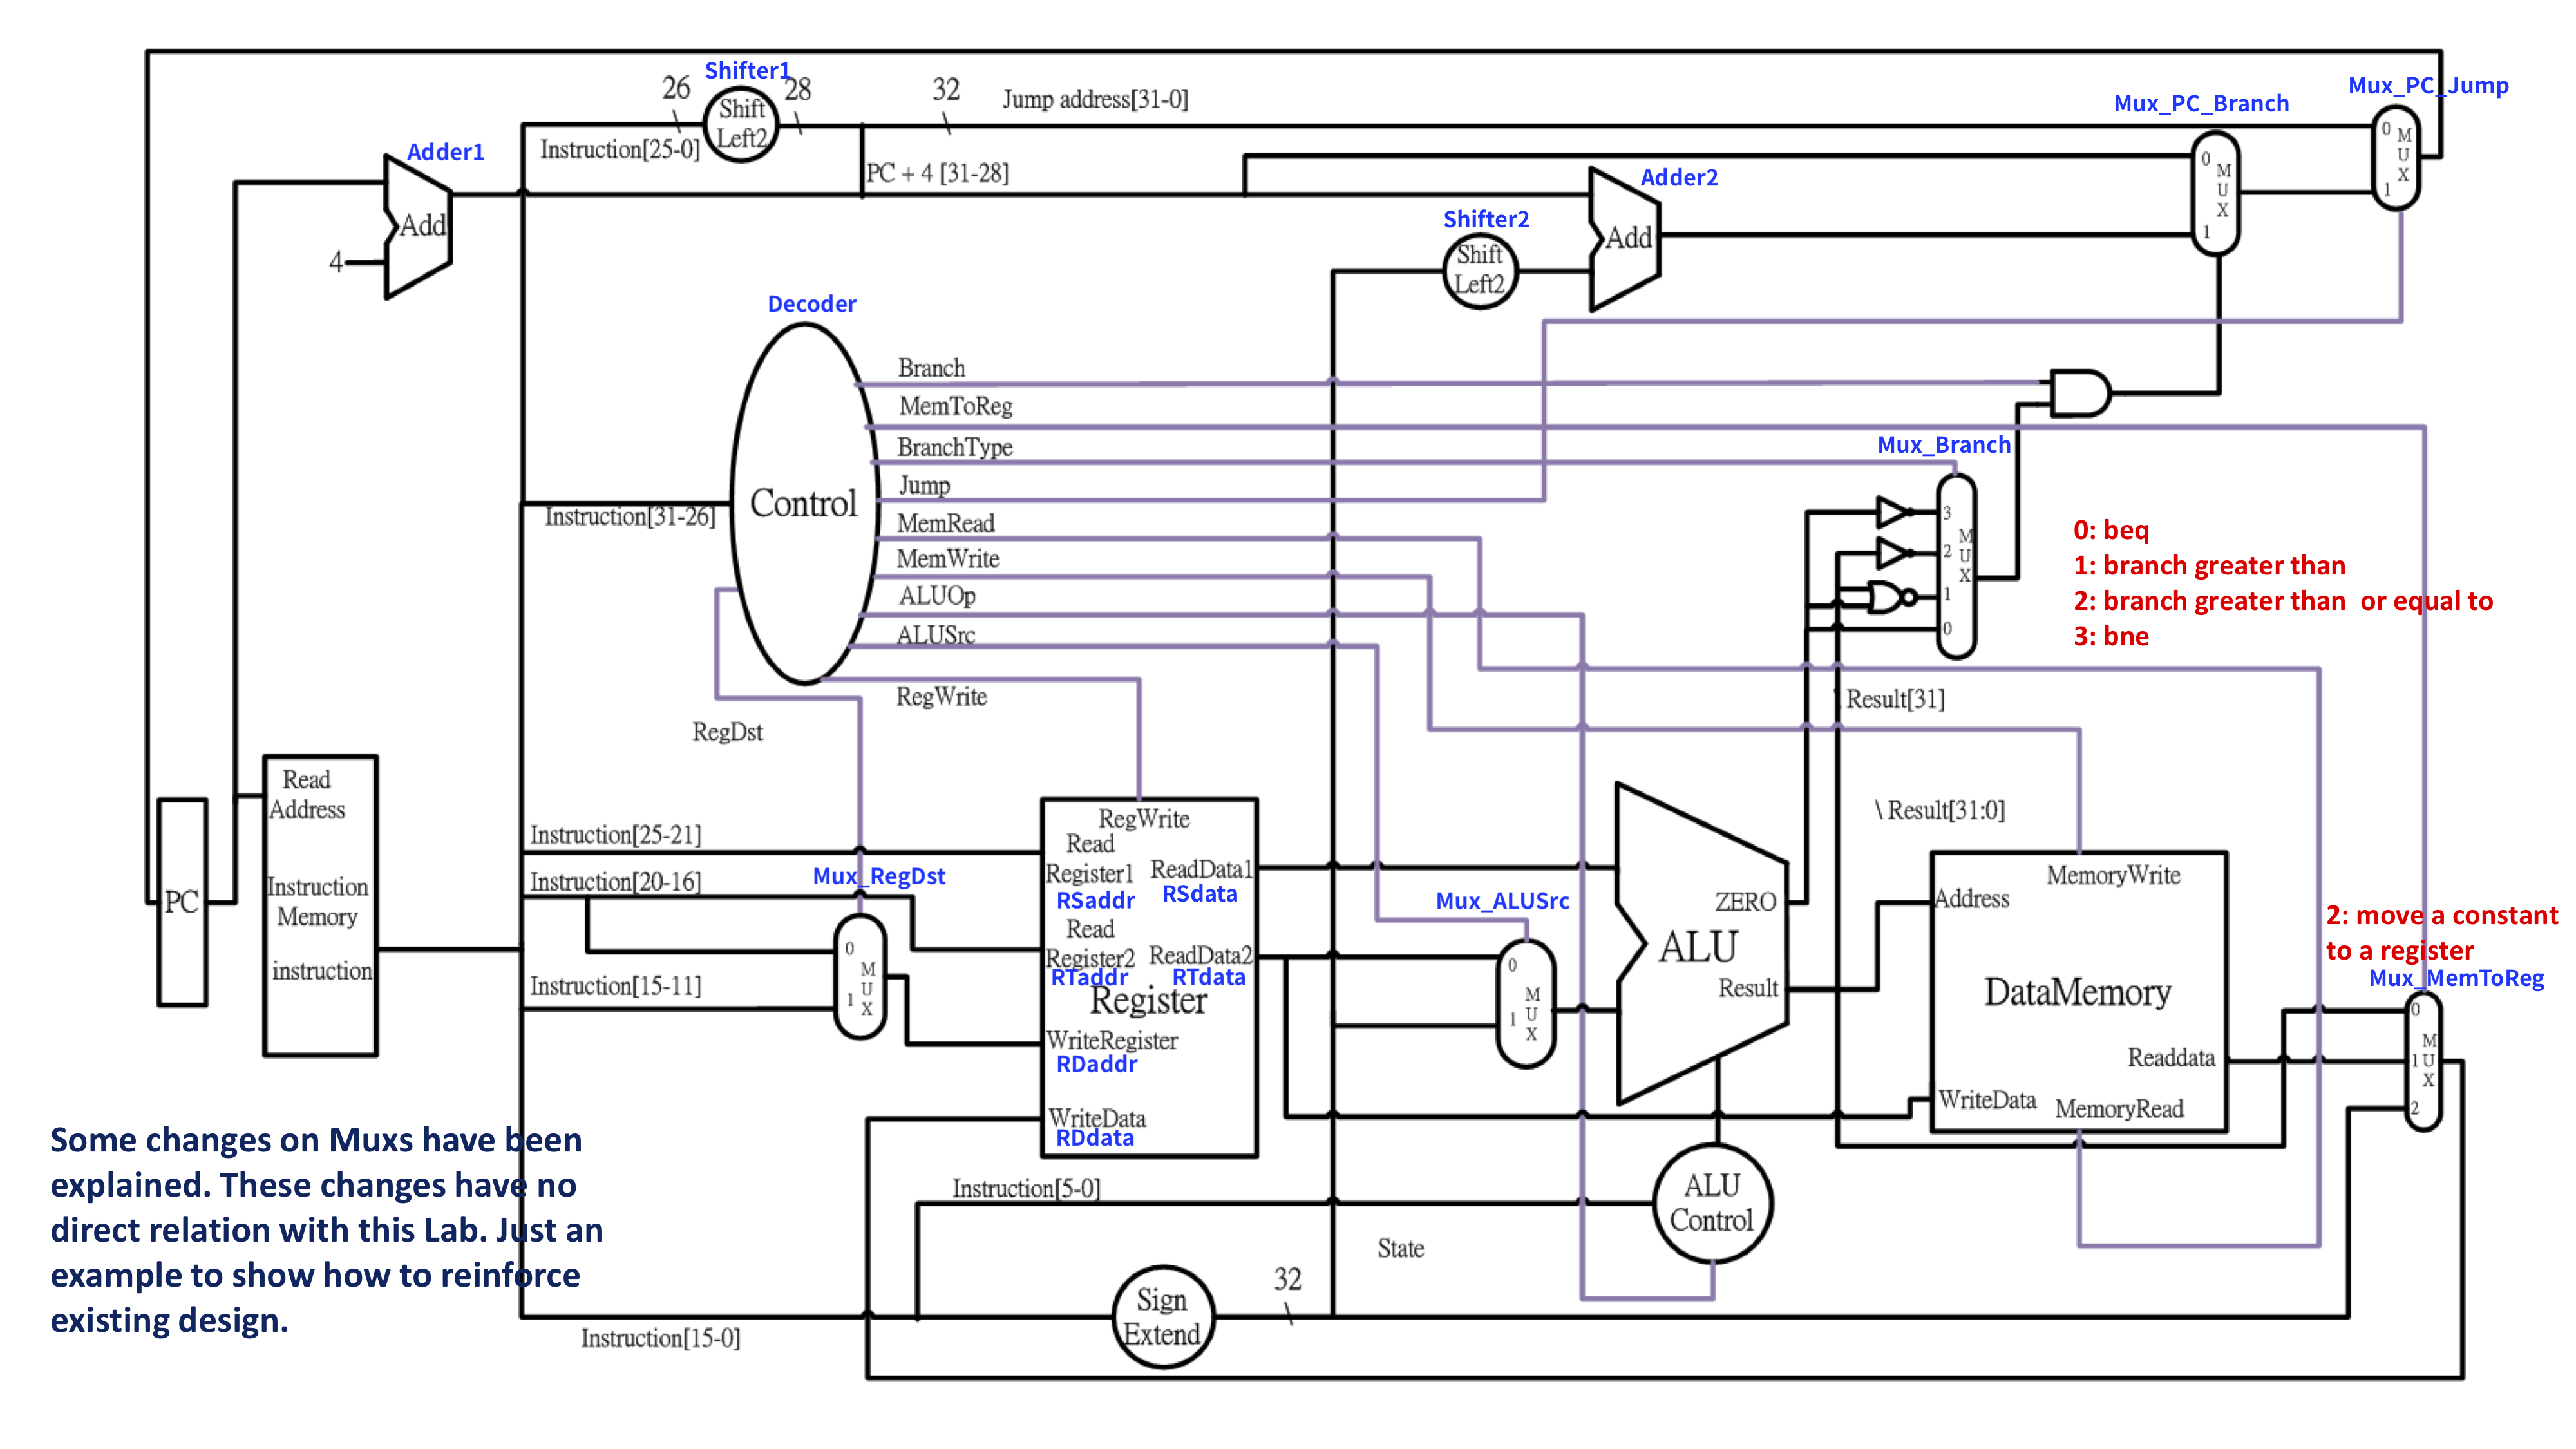 Shifter1
Mux_PC_Jump
26
28
32
Jump address[31-0]
Mux_PC_Branch
Shift
Left2
Instruction[25-0]
Adder1
PC + 4 [31-28]
Adder2
0
M
U
X
1
0
M
U
X
1
Add
4
Shifter2
Shift
Left2
Add
Decoder
Branch
MemToReg
BranchType
Jump
MemRead
MemWrite
ALUOp
ALUSrc
RegWrite
RegDst
Control
Instruction[31-26]
Mux_Branch
3
2
1
0
M
U
X
0: beq
1: branch greater than
2: branch greater than or equal to
3: bne
\ Result[31]
\ Result[31:0]
PC
Read
Address
Instruction
Memory
instruction
Instruction[25-21]
Instruction[20-16]
Instruction[15-11]
Mux_RegDst
0
M
U
X
1
RegWrite
Read
Register1
RSaddr
ReadData1
RSdata
Read
Register2
RTaddr
ReadData2
RTdata
Register
WriteRegister
RDaddr
WriteData
RDdata
Mux_ALUSrc
0
M
U
X
1
ZERO
ALU
Result
MemoryWrite
Address
DataMemory
Readdata
WriteData
MemoryRead
2: move a constant
to a register
Mux_MemToReg
0
1
2
M
U
X
Some changes on Muxs have been
explained. These changes have no
direct relation with this Lab. Just an
example to show how to reinforce
existing design.
Instruction[5-0]
ALU
Control
State
Sign
Extend
32
Instruction[15-0]